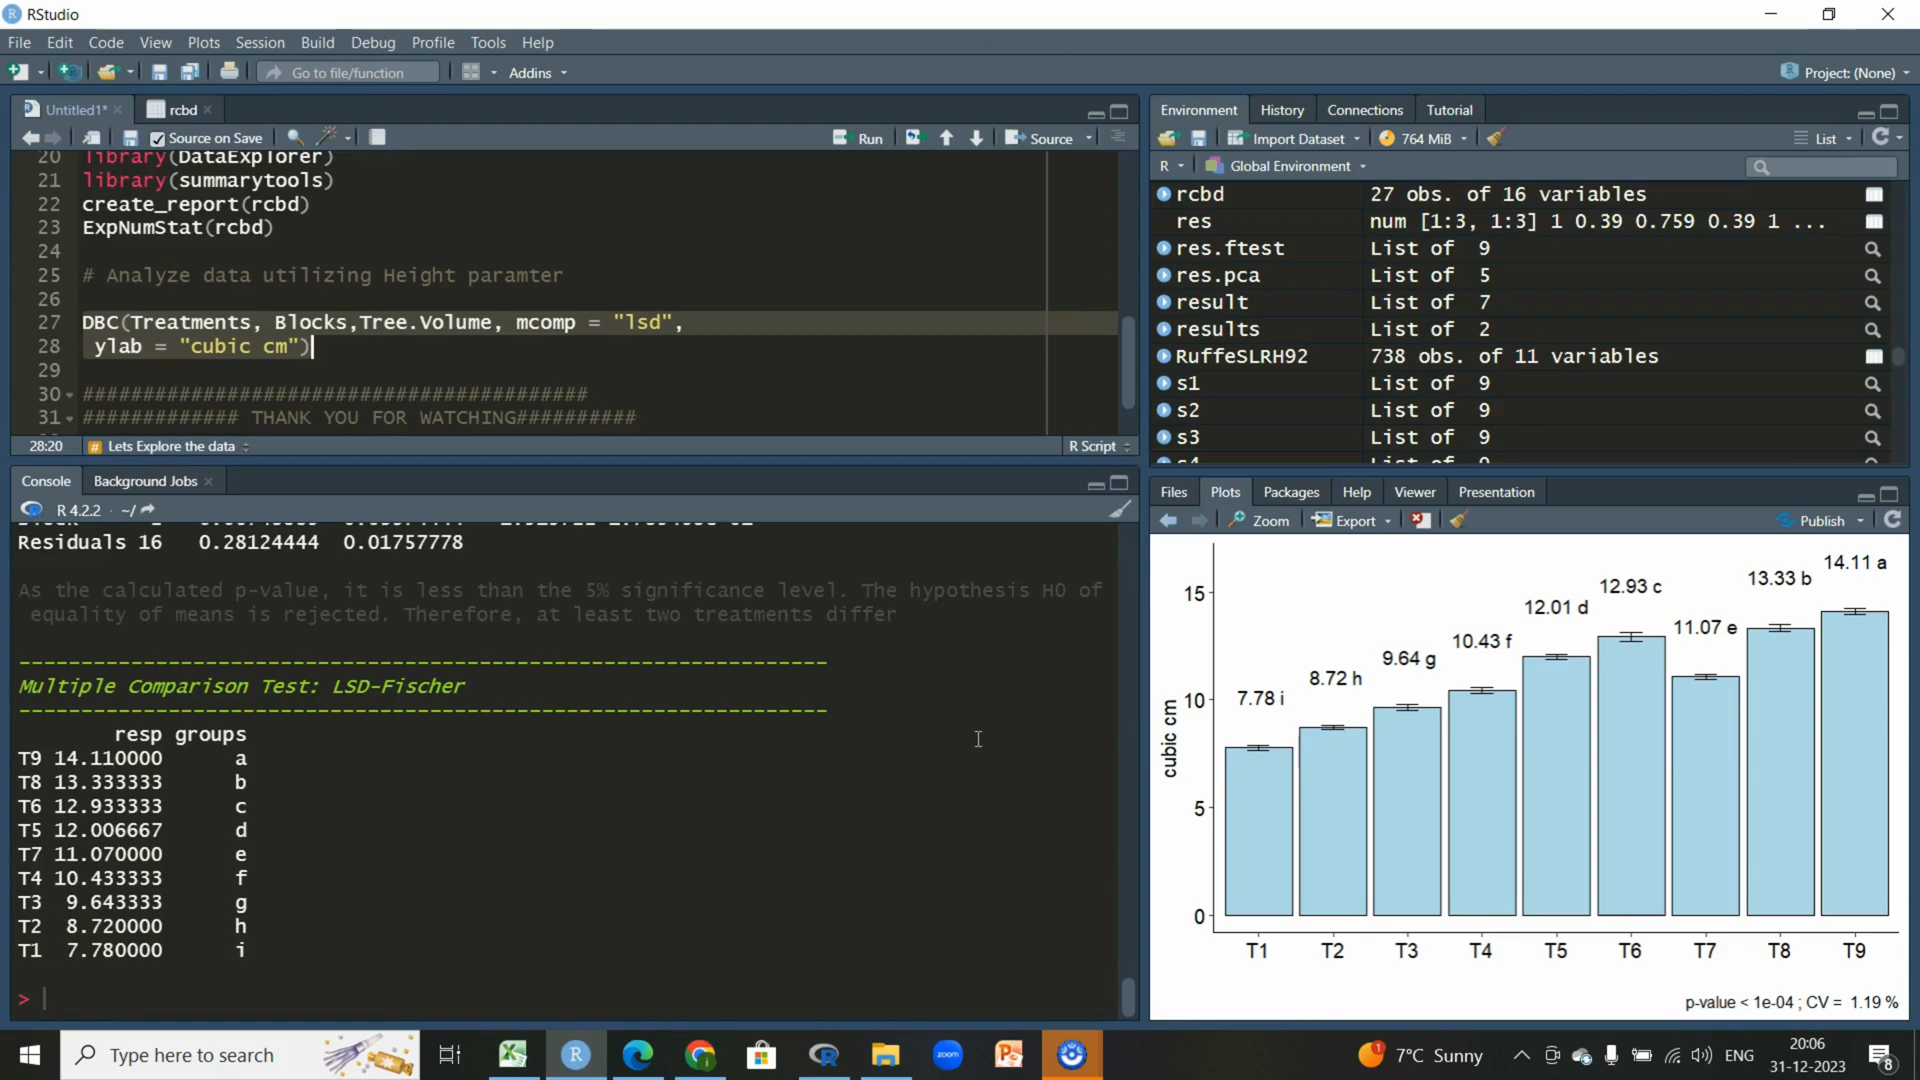 RStudio
File Edit Code View Plots Session Build Debug Profile Tools Help
Go to file/function Addins Project: (None)
Untitled1* rcbd
Source on Save Run Source
20 library(DataExplorer)
21 library(summarytools)
22 create_report(rcbd)
23 ExpNumStat(rcbd)
24
25 # Analyze data utilizing Height paramter
26
27 DBC(Treatments, Blocks,Tree.Volume, mcomp = "lsd",
28 ylab = "cubic cm")
29
30 ##########################################
31 ############# THANK YOU FOR WATCHING##########
28:20 # Lets Explore the data R Script
Console Background Jobs
R 4.2.2 · ~/
Residuals 16 0.28124444 0.01757778
As the calculated p-value, it is less than the 5% significance level. The hypothesis H0 of
equality of means is rejected. Therefore, at least two treatments differ
-----------------------------------------------------------------
Multiple Comparison Test: LSD-Fischer
-----------------------------------------------------------------
resp groups
T9 14.110000 a
T8 13.333333 b
T6 12.933333 c
T5 12.006667 d
T7 11.070000 e
T4 10.433333 f
T3 9.643333 g
T2 8.720000 h
T1 7.780000 i
>
Environment History Connections Tutorial
Import Dataset 764 MiB List
R Global Environment
rcbd 27 obs. of 16 variables
res num [1:3, 1:3] 1 0.39 0.759 0.39 1 ...
res.ftest List of 9
res.pca List of 5
result List of 7
results List of 2
RuffeSLRH92 738 obs. of 11 variables
s1 List of 9
s2 List of 9
s3 List of 9
Files Plots Packages Help Viewer Presentation
Zoom Export Publish
cubic cm
15
10
5
0
7.78 i
8.72 h
9.64 g
10.43 f
12.01 d
12.93 c
11.07 e
13.33 b
14.11 a
T1 T2 T3 T4 T5 T6 T7 T8 T9
p-value < 1e-04 ; CV = 1.19 %
Type here to search zoom 1 7°C Sunny ENG 20:06
31-12-2023 8